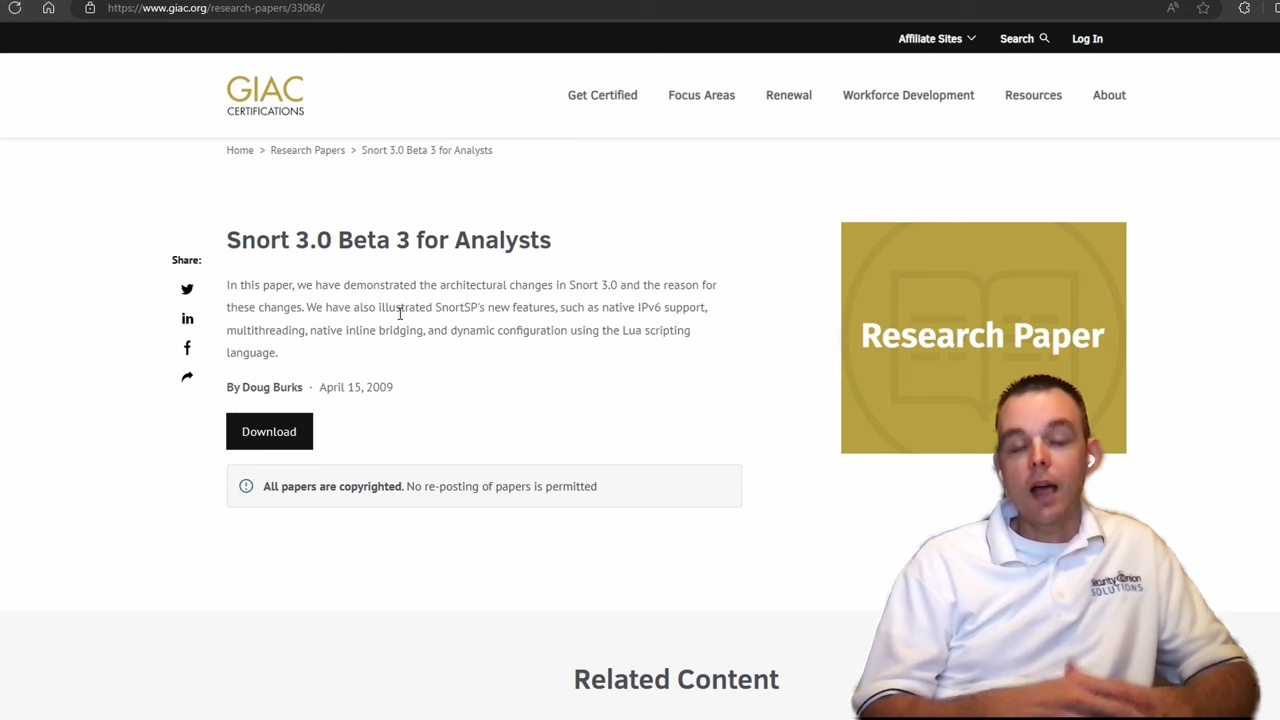 https://www.giac.org/research-papers/33068/
Affiliate Sites
Search
Log In
GIAC
CERTIFICATIONS
Get Certified
Focus Areas
Renewal
Workforce Development
Resources
About
Home > Research Papers > Snort 3.0 Beta 3 for Analysts
Snort 3.0 Beta 3 for Analysts
Share:
In this paper, we have demonstrated the architectural changes in Snort 3.0 and the reason for
these changes. We have also illustrated SnortSP's new features, such as native IPv6 support,
multithreading, native inline bridging, and dynamic configuration using the Lua scripting
language.
By Doug Burks · April 15, 2009
Download
All papers are copyrighted. No re-posting of papers is permitted
Research Paper
Security Onion
SOLUTIONS
Related Content